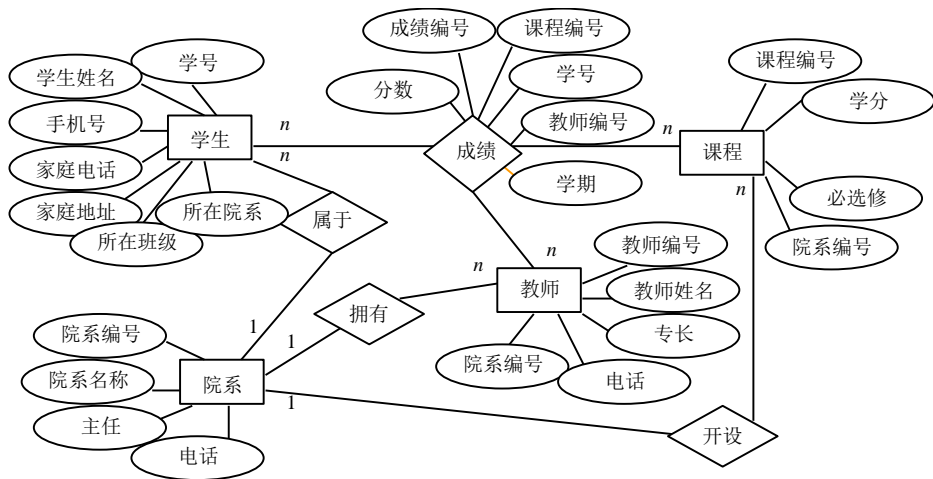 成绩编号
课程编号
学号
学生姓名
学号
课程编号
分数
学分
手机号
学生
n
教师编号
n
课程
成绩
家庭电话
n
学期
n
家庭地址
所在院系
属于
必选修
所在班级
教师编号
院系编号
n
n
教师
教师姓名
拥有
1
院系编号
1
专长
院系编号
院系名称
院系
电话
1
主任
开设
电话